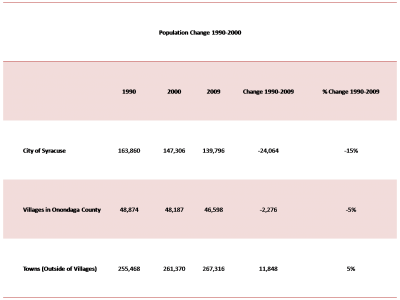 Population Change 1990-2000
1990 2000 2009 Change 1990-2009 % Change 1990-2009
City of Syracuse 163,860 147,306 139,796 -24,064 -15%
Villages in Onondaga County 48,874 48,187 46,598 -2,276 -5%
Towns (Outside of Villages) 255,468 261,370 267,316 11,848 5%